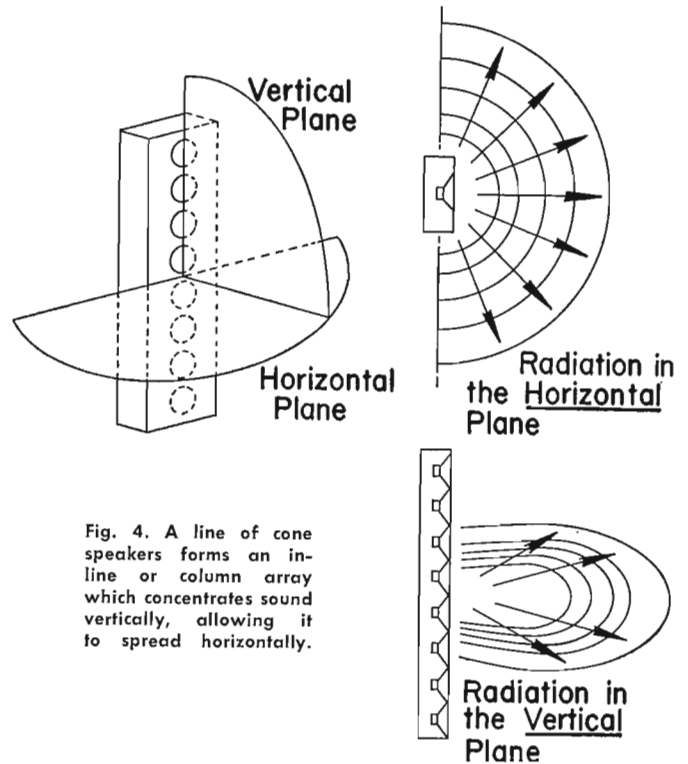 Vertical
Plane
Horizontal
Plane
Radiation in
the Horizontal
Plane
Fig. 4. A line of cone
speakers forms an in-
line or column array
which concentrates sound
vertically, allowing it
to spread horizontally.
Radiation in
the Vertical
Plane